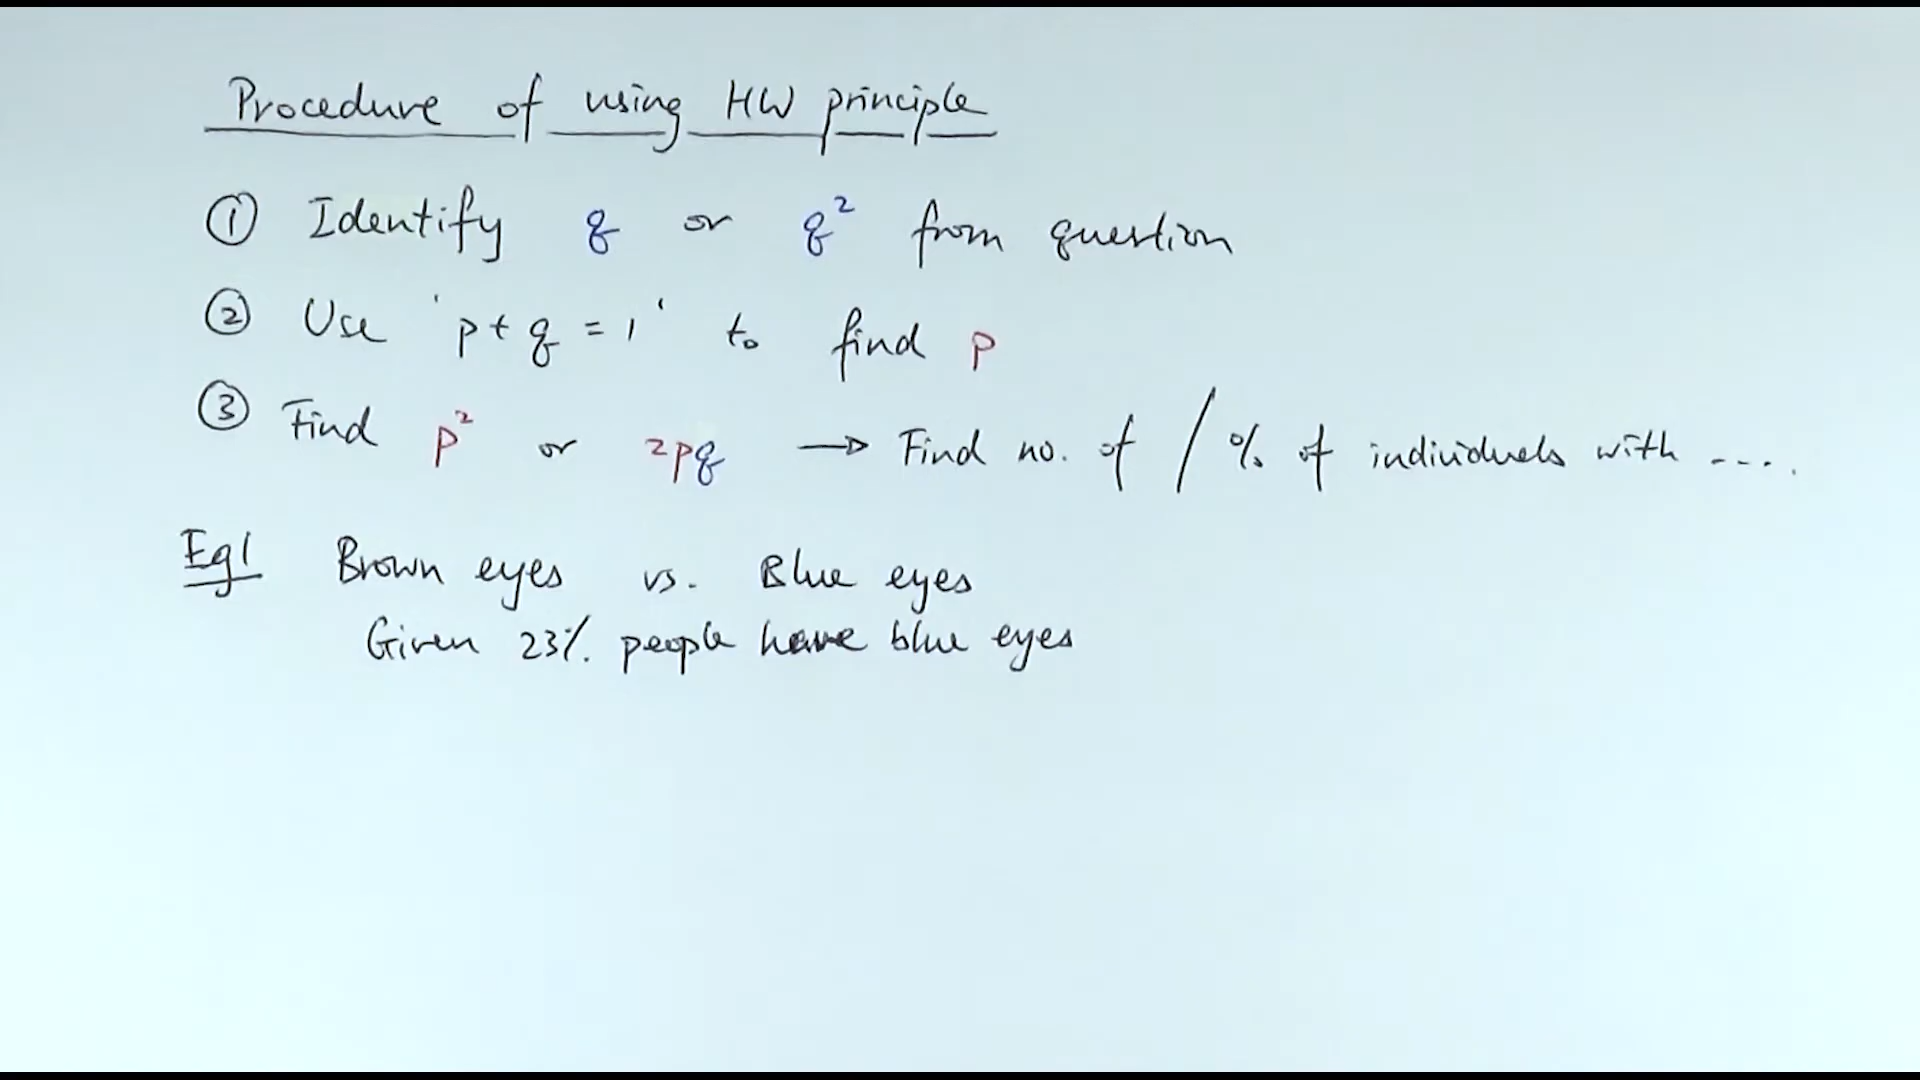 Procedure of using HW principle
① Identify q or q² from question
② Use 'p+q=1' to find p
③ Find p² or 2pq → Find no. of / % of individuals with ....
Eg1 Brown eyes vs. Blue eyes
Given 23% people have blue eyes